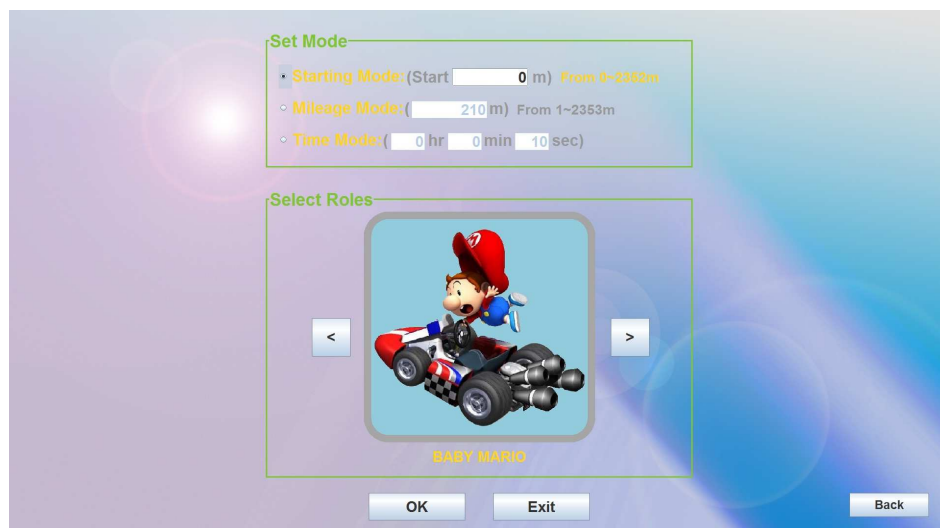 Set Mode
Starting Mode: (Start 0 m) From 0~2352m
Mileage Mode: ( 210 m) From 1~2353m
Time Mode: ( 0 hr 0 min 10 sec)
Select Roles
M
< >
BABY MARIO
OK Exit Back